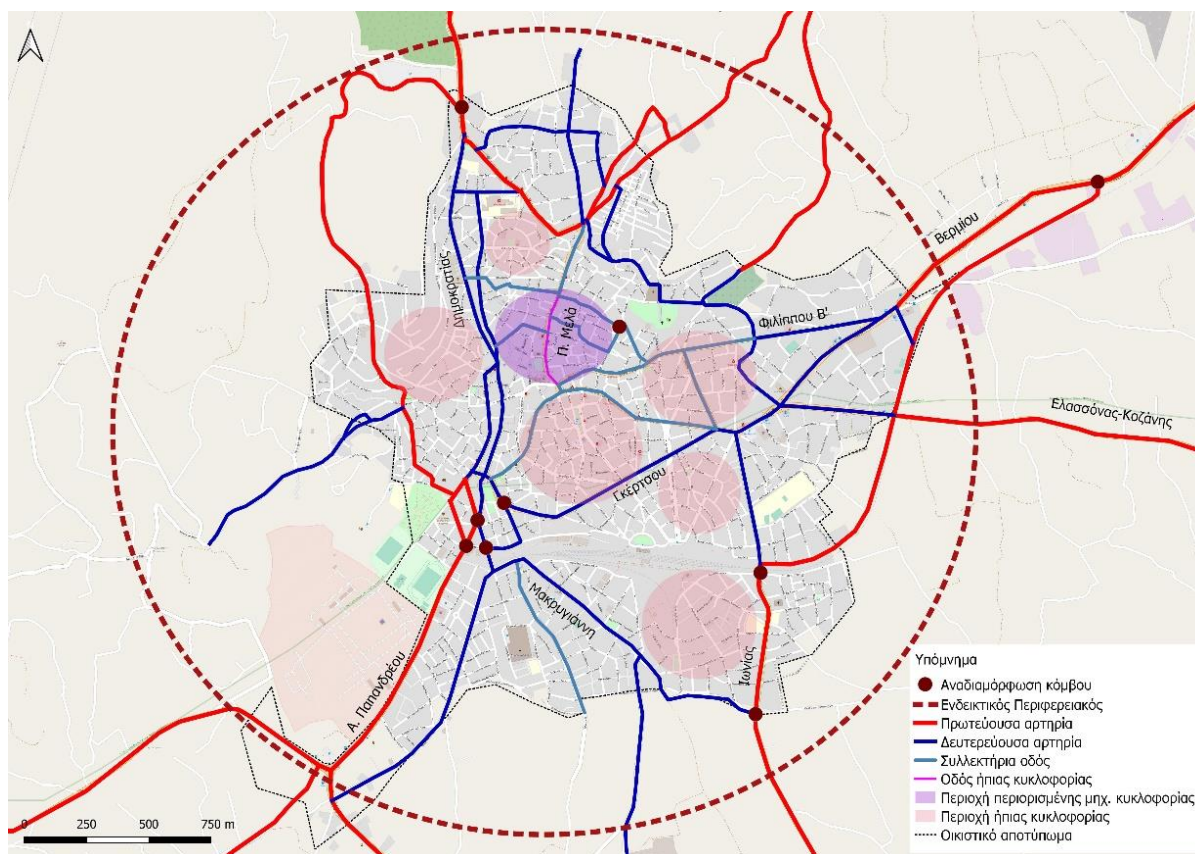 Βερμίου
Δημοκρατίας
Π. Μελά
Φιλίππου Β'
Ελασσόνας-Κοζάνης
Γκέρτσου
Μακρυγιάννη
Ιωνίας
Α. Παπανδρέου
Υπόμνημα
Αναδιαμόρφωση κόμβου
Ενδεικτικός Περιφερειακός
Πρωτεύουσα αρτηρία
Δευτερεύουσα αρτηρία
Συλλεκτήρια οδός
Οδός ήπιας κυκλοφορίας
Περιοχή περιορισμένης μηχ. κυκλοφορίας
Περιοχή ήπιας κυκλοφορίας
Οικιστικό αποτύπωμα
0 250 500 750 m